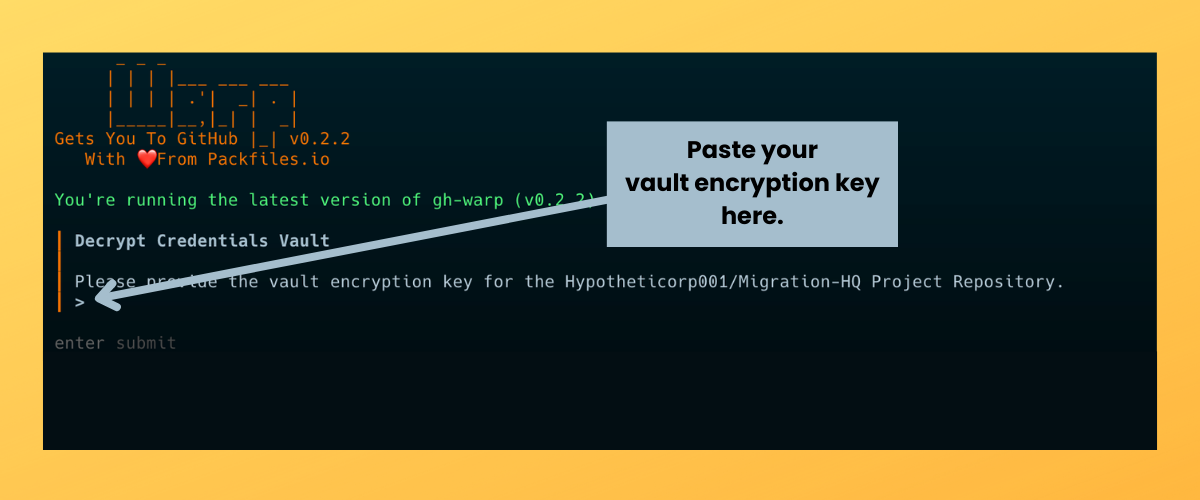 Gets You To GitHub |_| v0.2.2
With ❤️From Packfiles.io
You're running the latest version of gh-warp (v0.2.2)
Paste your
vault encryption key
here.
Decrypt Credentials Vault
Please provide the vault encryption key for the Hypotheticorp001/Migration-HQ Project Repository.
>
enter submit